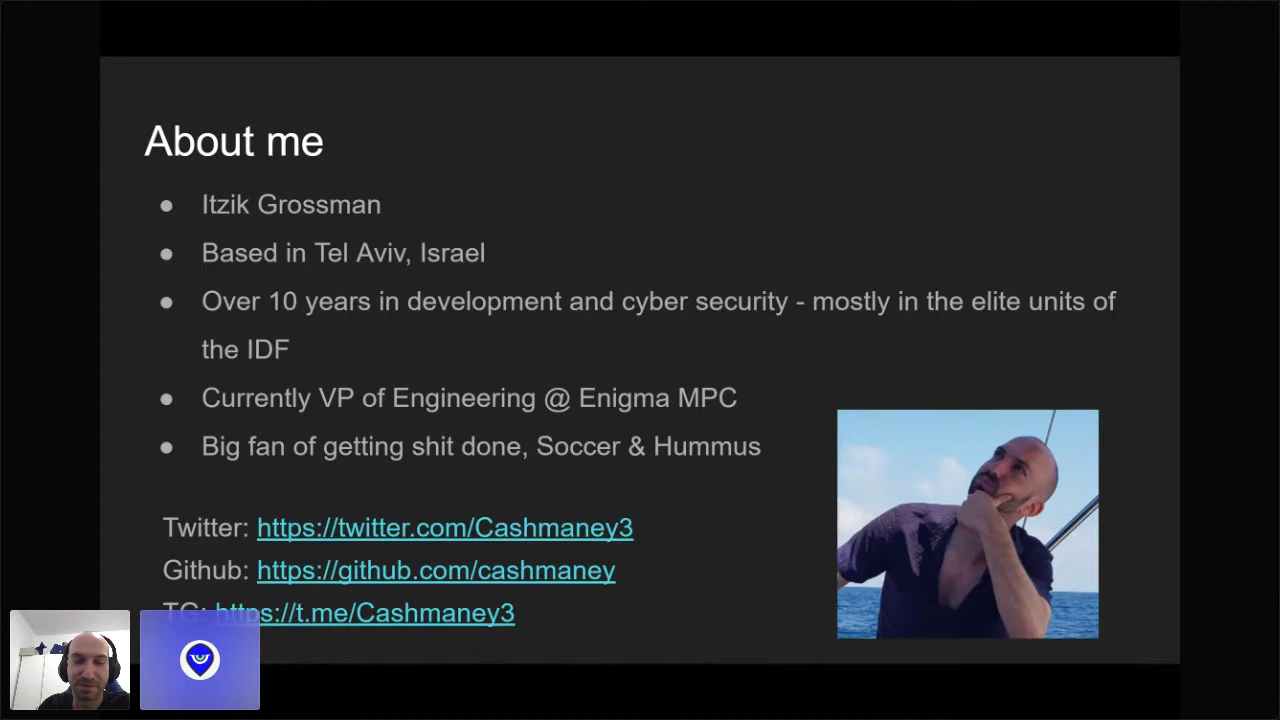 About me
● Itzik Grossman
● Based in Tel Aviv, Israel
● Over 10 years in development and cyber security - mostly in the elite units of
the IDF
● Currently VP of Engineering @ Enigma MPC
● Big fan of getting shit done, Soccer & Hummus
Twitter: https://twitter.com/Cashmaney3
Github: https://github.com/cashmaney
TG: https://t.me/Cashmaney3